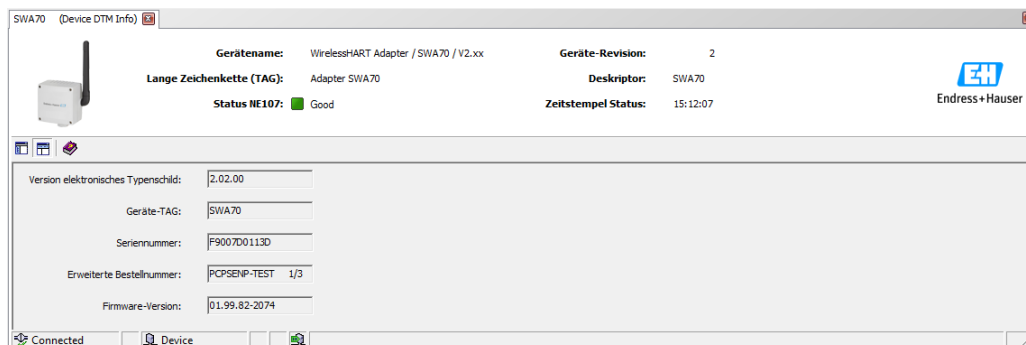 SWA70 (Device DTM Info)
Gerätename: WirelessHART Adapter / SWA70 / V2.xx Geräte-Revision: 2
Lange Zeichenkette (TAG): Adapter SWA70 Deskriptor: SWA70
Status NE107: Good Zeitstempel Status: 15:12:07
EH
Endress+Hauser
Version elektronisches Typenschild: 2.02.00
Geräte-TAG: SWA70
Seriennummer: F9007D0113D
Erweiterte Bestellnummer: PCPSENP-TEST 1/3
Firmware-Version: 01.99.82-2074
Connected Device